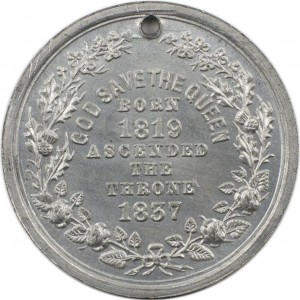 GOD SAVE THE QUEEN
BORN
1819
ASCENDED
THE
THRONE
1837